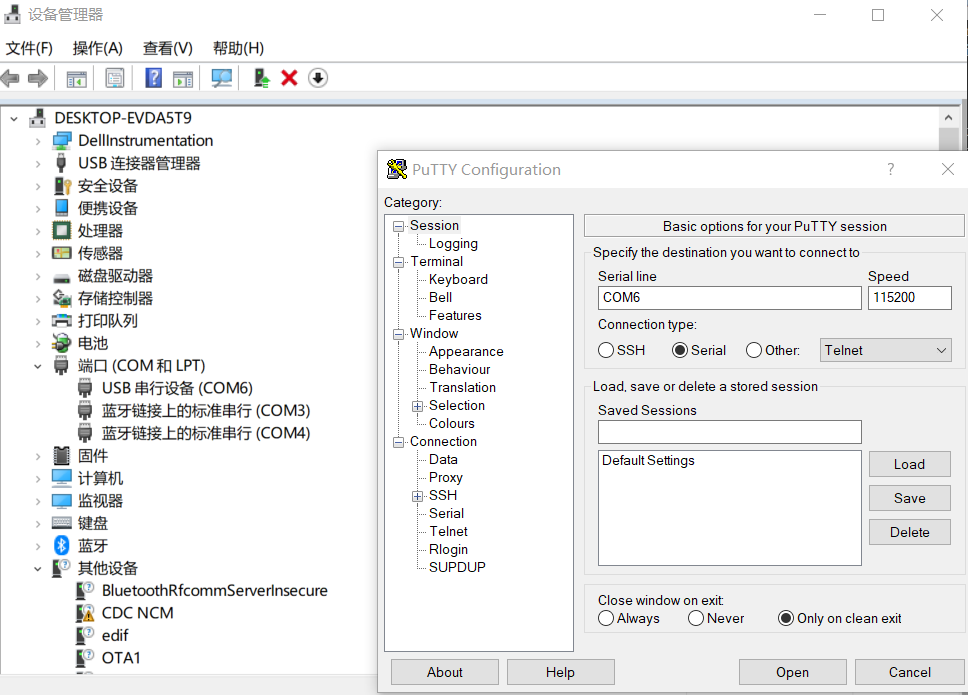 设备管理器
文件(F) 操作(A) 查看(V) 帮助(H)
DESKTOP-EVDA5T9
DellInstrumentation
USB 连接器管理器
安全设备
便携设备
处理器
传感器
磁盘驱动器
存储控制器
打印队列
电池
端口 (COM 和 LPT)
USB 串行设备 (COM6)
蓝牙链接上的标准串行 (COM3)
蓝牙链接上的标准串行 (COM4)
固件
计算机
监视器
键盘
蓝牙
其他设备
BluetoothRfcommServerInsecure
CDC NCM
edif
OTA1
PuTTY Configuration
?
Category:
Session
Logging
Terminal
Keyboard
Bell
Features
Window
Appearance
Behaviour
Translation
Selection
Colours
Connection
Data
Proxy
SSH
Serial
Telnet
Rlogin
SUPDUP
Basic options for your PuTTY session
Specify the destination you want to connect to
Serial line Speed
COM6 115200
Connection type:
SSH Serial Other: Telnet
Load, save or delete a stored session
Saved Sessions
Default Settings
Load
Save
Delete
Close window on exit:
Always Never Only on clean exit
About Help Open Cancel